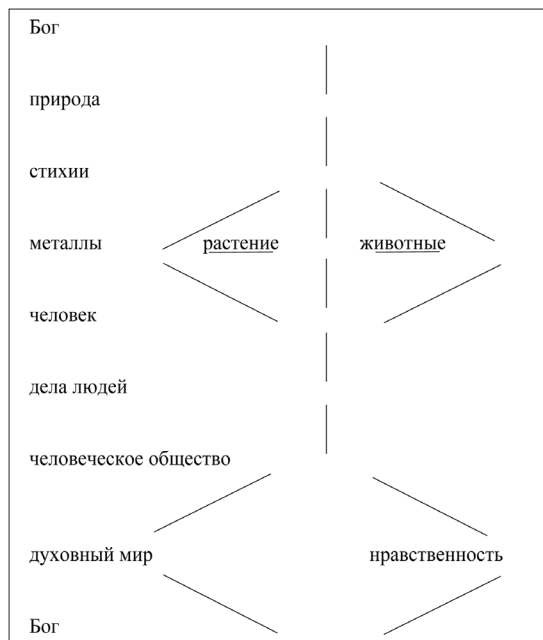 Бог
природа
стихии
металлы растение животные
человек
дела людей
человеческое общество
духовный мир нравственность
Бог